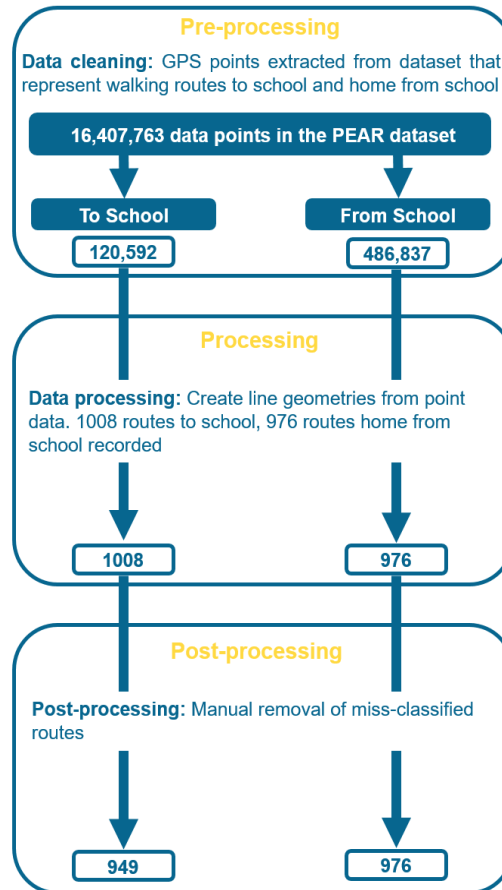 Pre-processing
Data cleaning: GPS points extracted from dataset that
represent walking routes to school and home from school
16,407,763 data points in the PEAR dataset
To School
From School
120,592
486,837
Processing
Data processing: Create line geometries from point
data. 1008 routes to school, 976 routes home from
school recorded
1008
976
Post-processing
Post-processing: Manual removal of miss-classified
routes
949
976